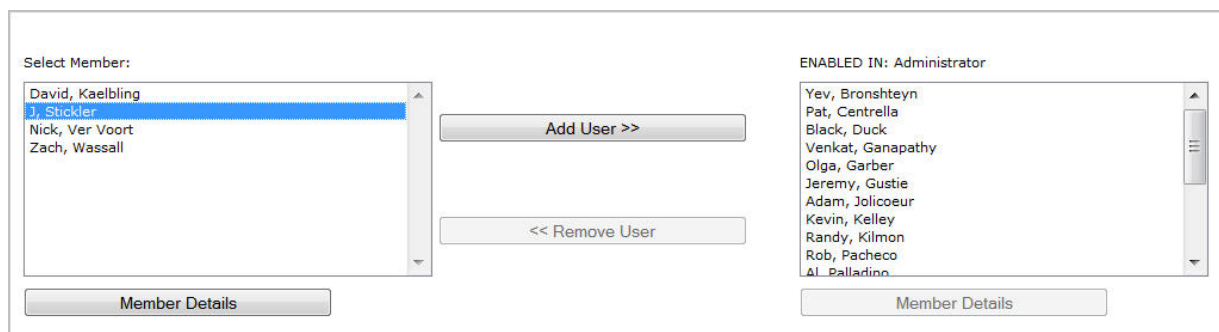 Select Member:
David, Kaelbling
J, Stickler
Nick, Ver Voort
Zach, Wassall
Add User >>
<< Remove User
Member Details
ENABLED IN: Administrator
Yev, Bronshteyn
Pat, Centrella
Black, Duck
Venkat, Ganapathy
Olga, Garber
Jeremy, Gustie
Adam, Jolicoeur
Kevin, Kelley
Randy, Kilmon
Rob, Pacheco
Al, Palladino
Member Details